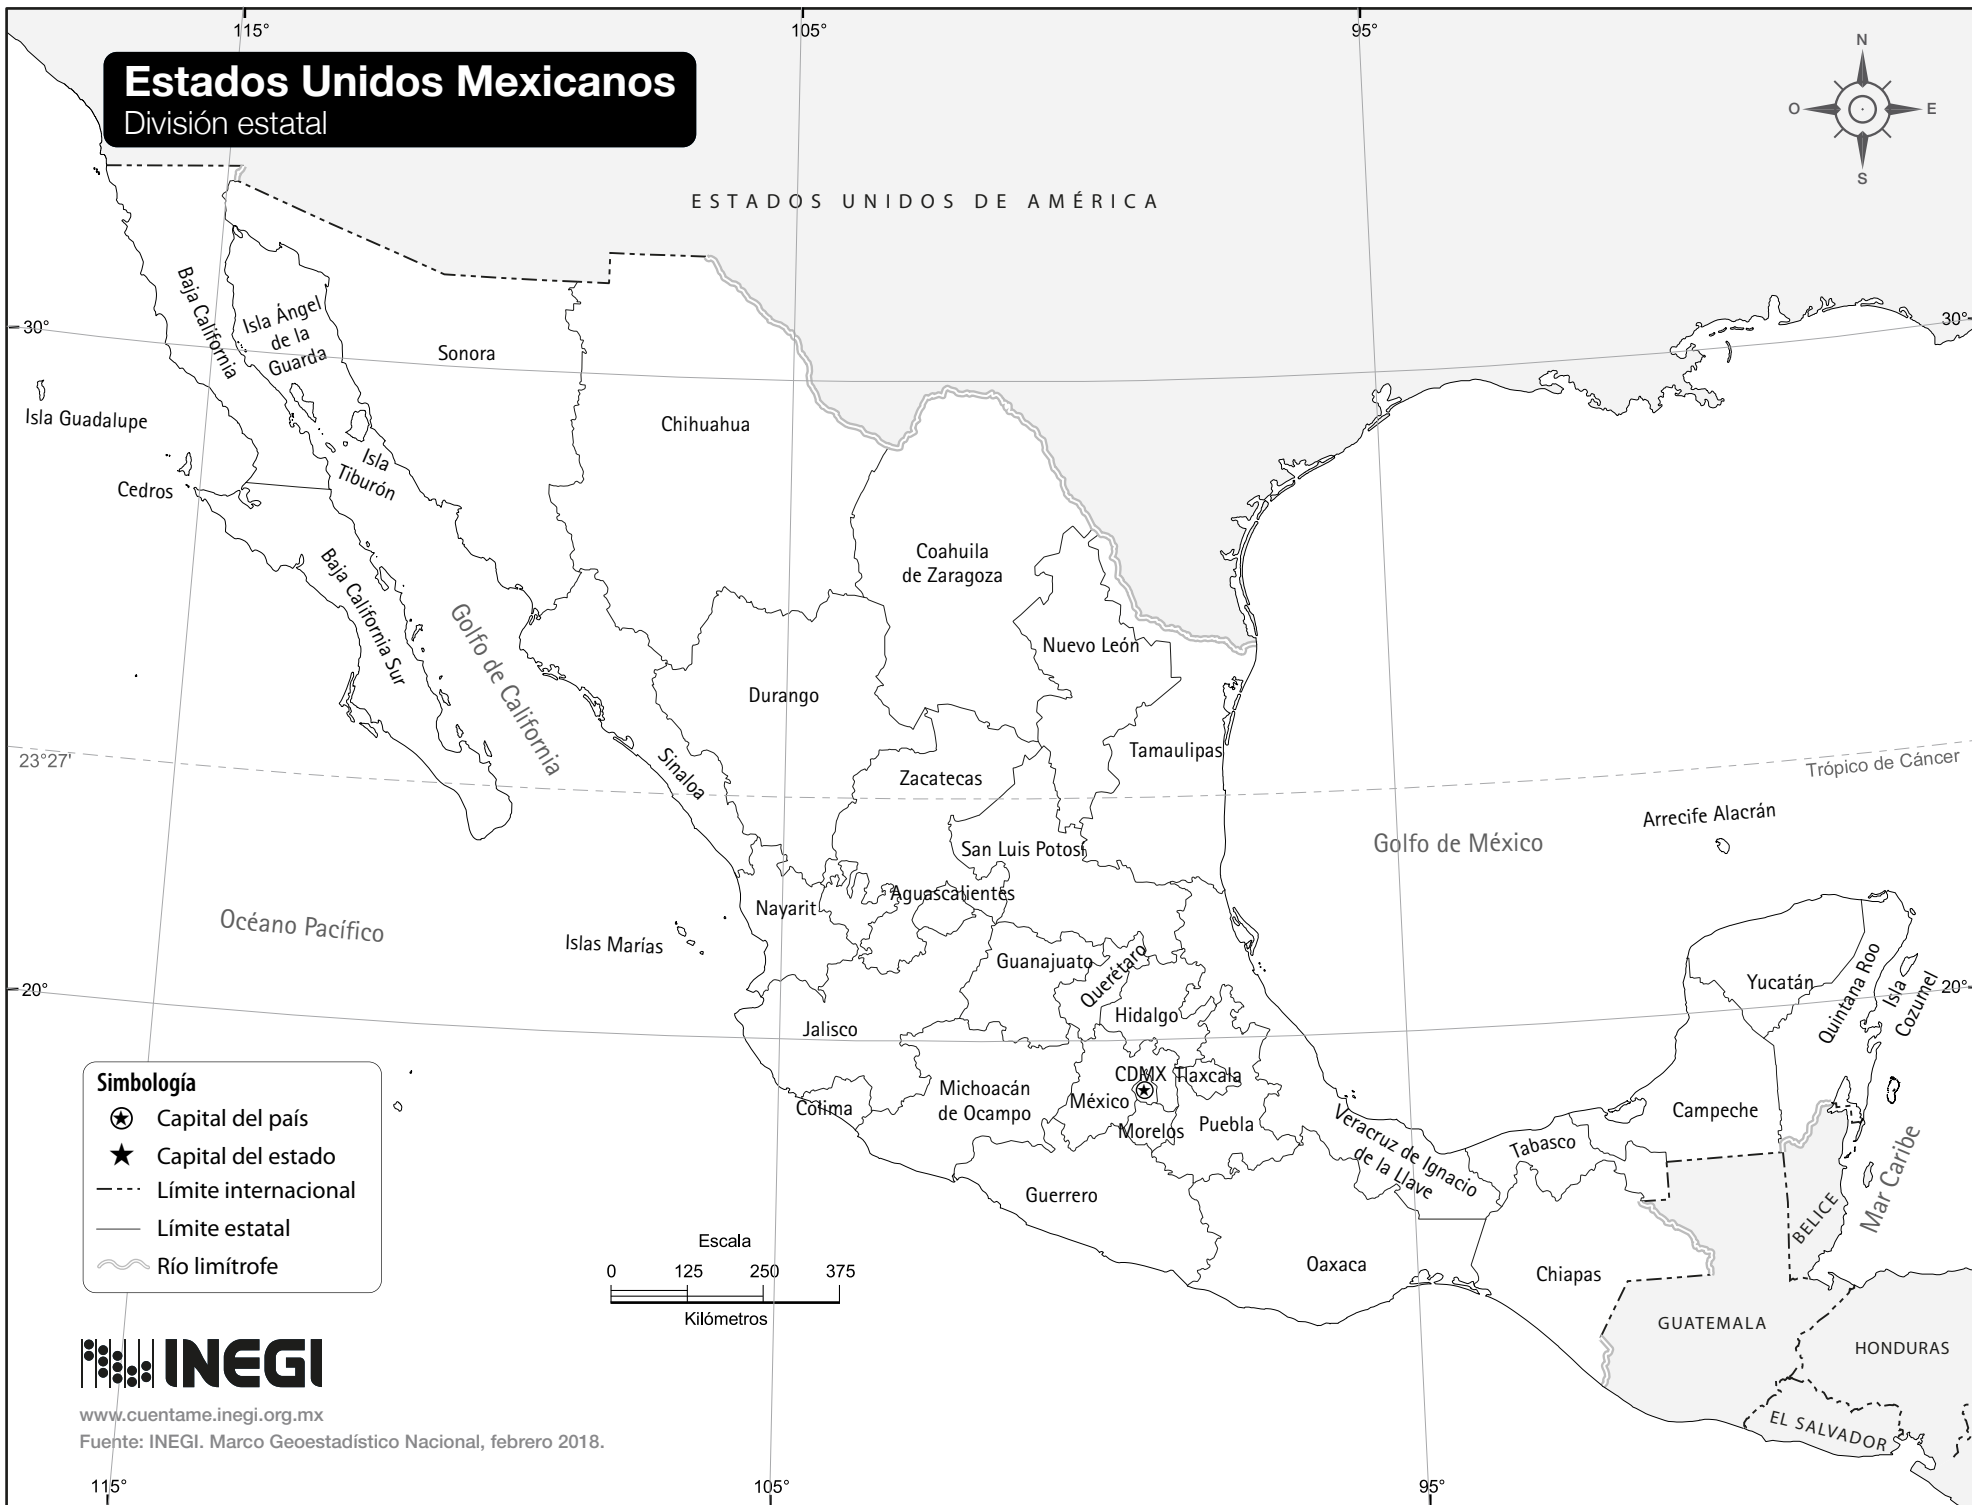 115°
105°
95°
Estados Unidos Mexicanos
División estatal
N
O
E
S
ESTADOS UNIDOS DE AMÉRICA
30°
30°
Baja California
Isla Ángel
de la
Guarda
Sonora
Chihuahua
Isla Guadalupe
Isla
Tiburón
Cedros
Coahuila
de Zaragoza
Baja California Sur
Golfo de California
Nuevo León
Durango
Tamaulipas
23°27'
Trópico de Cáncer
Sinaloa
Zacatecas
Arrecife Alacrán
Golfo de México
San Luis Potosí
Aguascalientes
Nayarit
Océano Pacífico
Islas Marías
Guanajuato
Querétaro
Yucatán
Quintana Roo
Isla
Cozumel
20°
20°
Hidalgo
Jalisco
CDMX
Tlaxcala
Michoacán
de Ocampo
México
Colima
Morelos
Puebla
Campeche
Veracruz de Ignacio
de la Llave
Tabasco
Mar Caribe
BELICE
Guerrero
Oaxaca
Chiapas
GUATEMALA
HONDURAS
EL SALVADOR
Simbología
Capital del país
Capital del estado
Límite internacional
Límite estatal
Río limítrofe
Escala
0 125 250 375
Kilómetros
INEGI
www.cuentame.inegi.org.mx
Fuente: INEGI. Marco Geoestadístico Nacional, febrero 2018.
115°
105°
95°